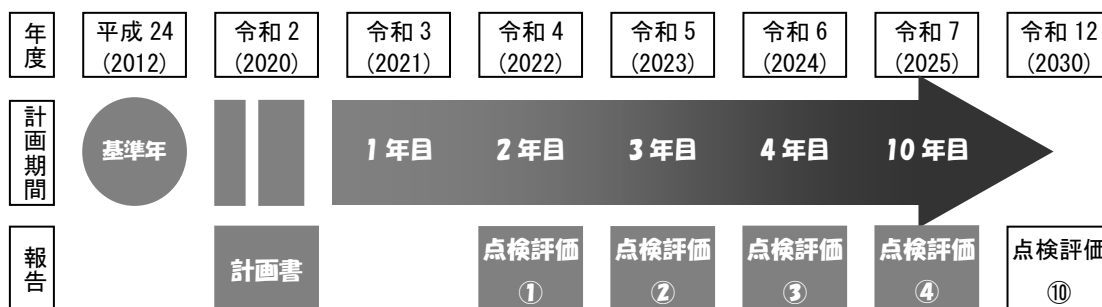 年度
平成 24
(2012)
令和 2
(2020)
令和 3
(2021)
令和 4
(2022)
令和 5
(2023)
令和 6
(2024)
令和 7
(2025)
令和 12
(2030)
計画期間
基準年
1 年目
2 年目
3 年目
4 年目
10 年目
報告
計画書
点検評価
①
点検評価
②
点検評価
③
点検評価
④
点検評価
⑩